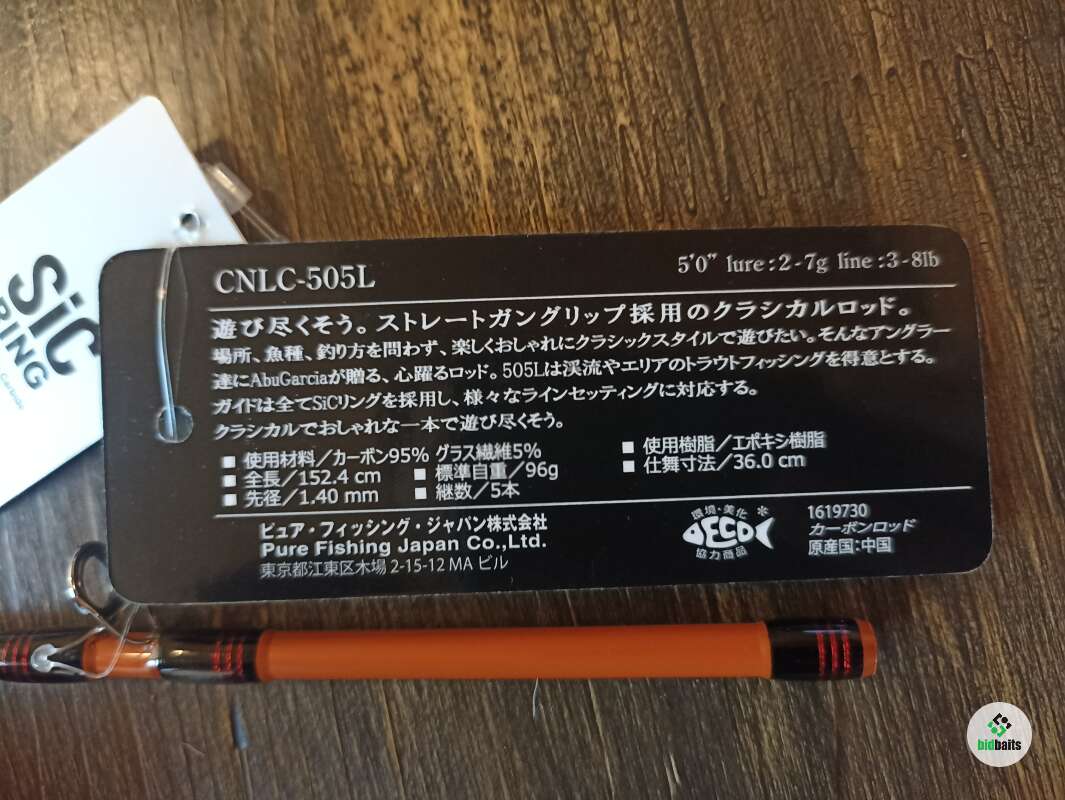 SiC
RING
CNLC-505L
5'0" lure:2-7g line:3-8lb
遊び尽くそう。ストレートガングリップ採用のクラシカルロッド。
場所、魚種、釣り方を問わず、楽しくおしゃれにクラシックスタイルで遊びたい。そんなアングラー
達にAbuGarciaが贈る、心躍るロッド。505Lは渓流やエリアのトラウトフィッシングを得意とする。
ガイドは全てSiCリングを採用し、様々なラインセッティングに対応する。
クラシカルでおしゃれな一本で遊び尽くそう。
■ 使用材料/カーボン95% グラス繊維5% ■ 使用樹脂/エポキシ樹脂
■ 全長/152.4 cm ■ 標準自重/96g ■ 仕舞寸法/36.0 cm
■ 先径/1.40 mm ■ 継数/5本
ピュア・フィッシング・ジャパン株式会社
Pure Fishing Japan Co.,Ltd.
東京都江東区木場 2-15-12 MA ビル
環境・美化
DECO
協力商品
1619730
カーボンロッド
原産国:中国
bidbaits